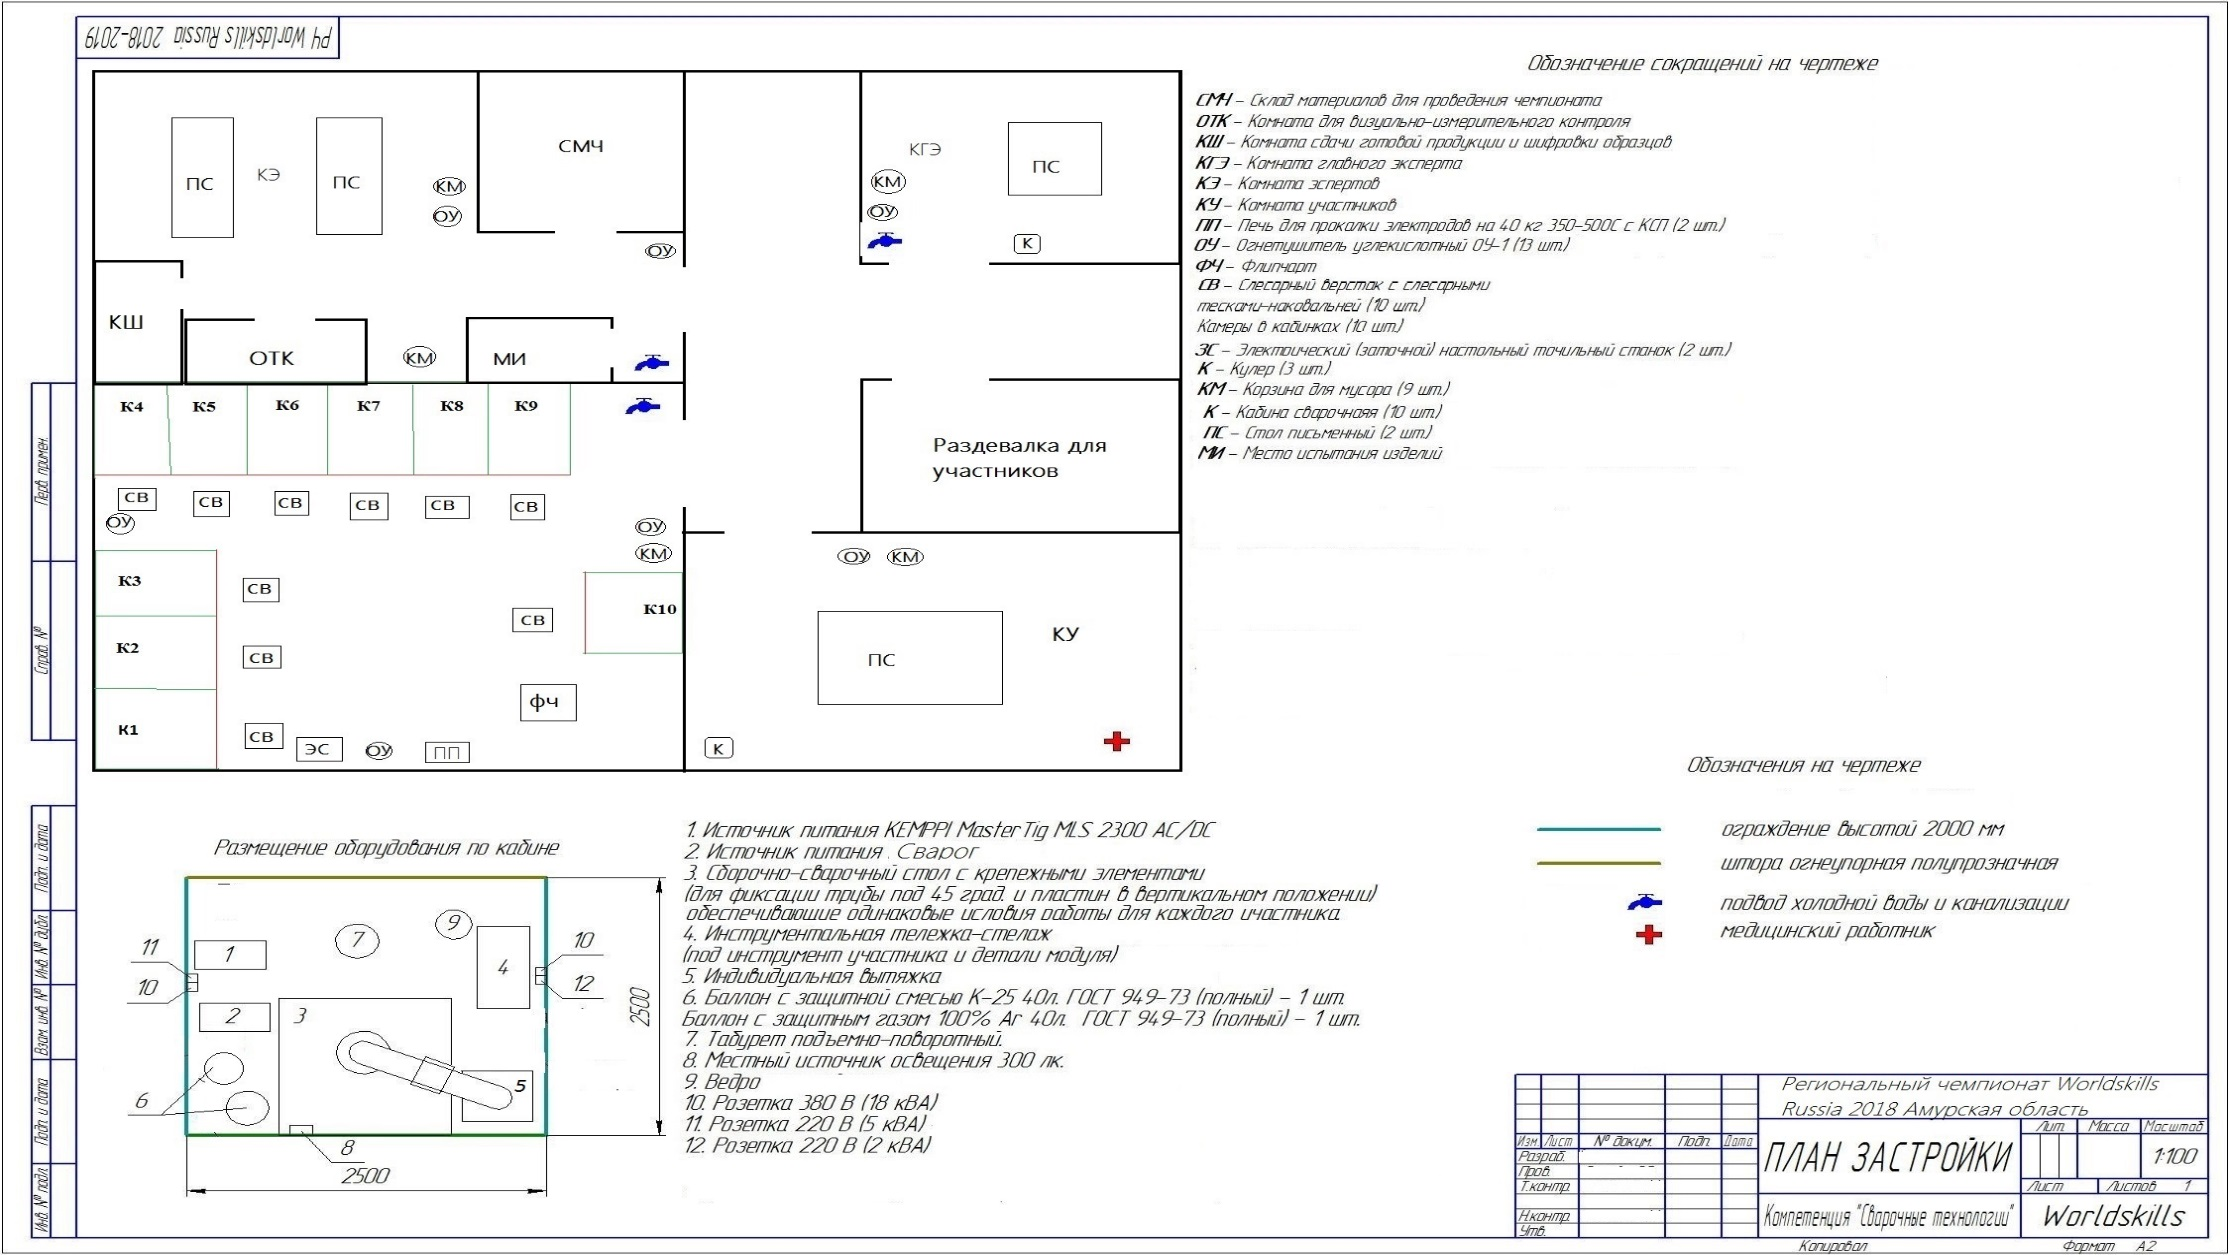 РЧ Worldskills Russia 2018-2019
ПС
КЭ
ПС
КМ
ОУ
СМЧ
ОУ
КГЭ
КМ
ОУ
ПС
К
КШ
ОТК
КМ
МИ
К4
К5
К6
К7
К8
К9
СВ
СВ
СВ
СВ
СВ
СВ
ОУ
ОУ
КМ
К3
К2
К1
СВ
СВ
СВ
СВ
К10
фч
ЭС
ОУ
ПП
Раздевалка для
участников
ОУ
КМ
ПС
КУ
К
Обозначение сокращений на чертеже
СМЧ – Склад материалов для проведения чемпионата
ОТК – Комната для визуально-измерительного контроля
КШ – Комната сдачи готовой продукции и шифровки образцов
КГЭ – Комната главного эксперта
КЭ – Комната эспертов
КУ – Комната участников
ПП – Печь для прокалки электродов на 40 кг 350-500С с КСП (2 шт.)
ОУ – Огнетушитель углекислотный ОУ-1 (13 шт.)
ФЧ – Флипчарт
СВ – Слесарный верстак с слесарными
тесками-наковальней (10 шт.)
Камеры в кабинках (10 шт.)
ЗС – Электоический (заточной) настольный точильный станок (2 шт.)
К – Кулер (3 шт.)
КМ – Корзина для мусора (9 шт.)
К – Кабина сварочнаяя (10 шт.)
ПС – Стол письменный (2 шт.)
МИ – Место испытания изделий
Обозначения на чертеже
ограждение высотой 2000 мм
штора огнеупорная полупрозначная
подвод холодной воды и канализации
медицинский работник
Размещение оборудования по кабине
1
2
3
4
5
6
7
8
9
10
12
11
10
2500
2500
1. Источник питания KEMPPI MasterTig MLS 2300 AC/DC
2. Источник питания . Сварог
3. Сборочно-сварочный стол с крепежными элементами
(для фиксации трубы под 45 град. и пластин в вертикальном положении)
обеспечивающие одинаковые условия работы для каждого участника
4. Инструментальная тележка-стелаж
(под инструмент участника и детали модуля)
5. Индивидуальная вытяжка
6. Баллон с защитной смесью К-25 40л. ГОСТ 949-73 (полный) – 1 шт.
Баллон с защитным газом 100% Ar 40л. ГОСТ 949-73 (полный) – 1 шт.
7. Табурет подъемно-поворотный.
8. Местный источник освещения 300 лк.
9. Ведро
10. Розетка 380 В (18 кВА)
11. Розетка 220 В (5 кВА)
12. Розетка 220 В (2 кВА)
Перв. примен.
Справ. №
Подп. и дата
Инв. № дубл.
Взам. инв. №
Подп. и дата
Инв. № подл.
Региональный чемпионат Worldskills
Russia 2018 Амурская область
ПЛАН ЗАСТРОЙКИ
Изм.
Лист
№ докум.
Подп.
Дата
Разраб.
Пров.
Т.контр.
Н.контр.
Утв.
Лит.
Масса
Масштаб
1:100
Лист
Листов 1
Компетенция "Сварочные технологии"
Worldskills
Копировал
Формат А2